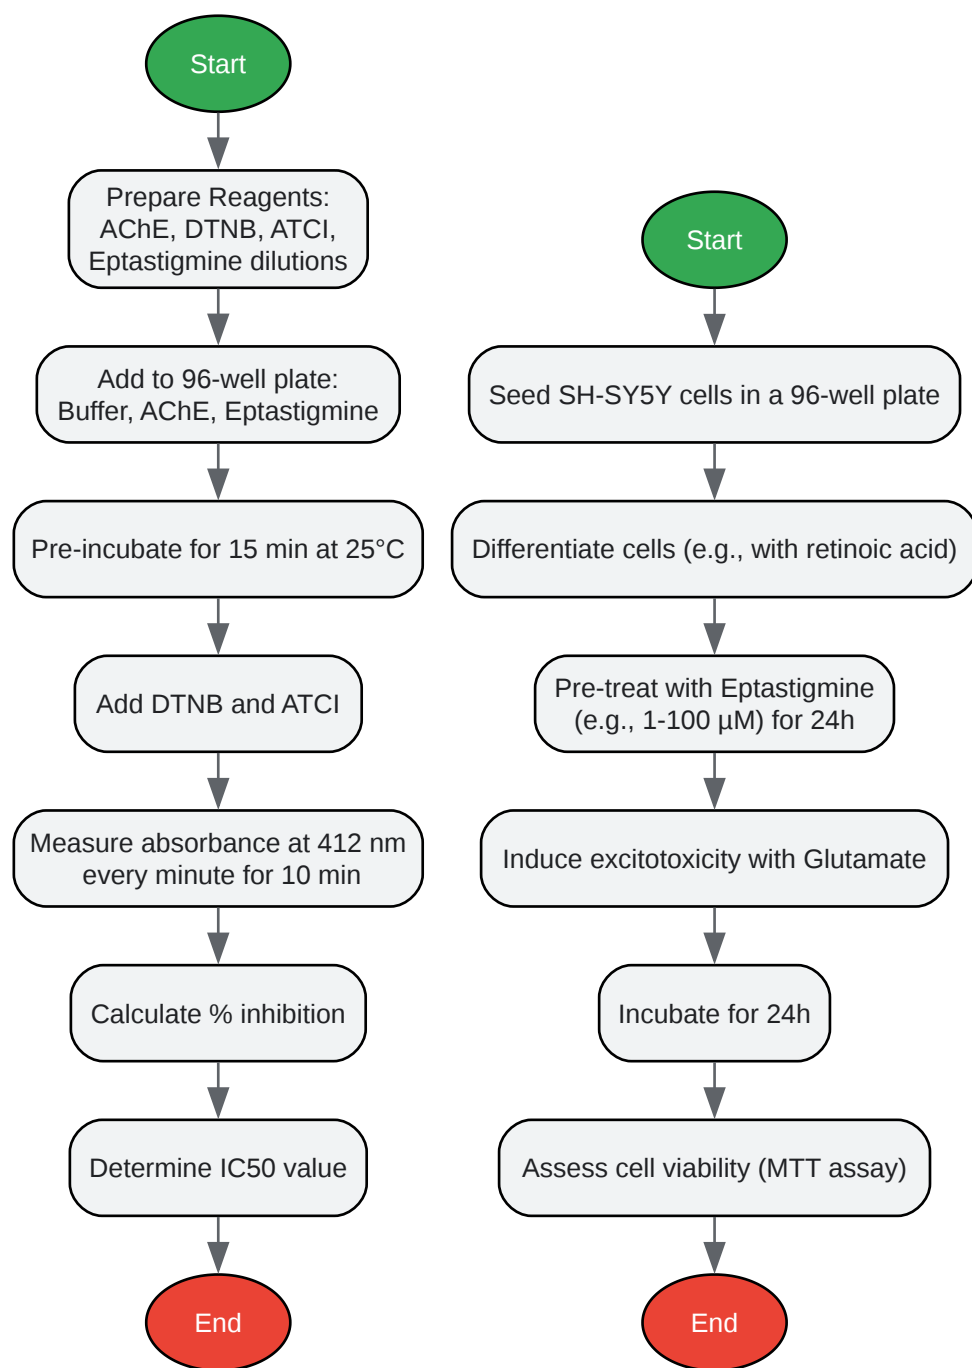 Start
Prepare Reagents:
AChE, DTNB, ATCI,
Eptastigmine dilutions
Add to 96-well plate:
Buffer, AChE, Eptastigmine
Pre-incubate for 15 min at 25°C
Add DTNB and ATCI
Measure absorbance at 412 nm
every minute for 10 min
Calculate % inhibition
Determine IC50 value
End
Start
Seed SH-SY5Y cells in a 96-well plate
Differentiate cells (e.g., with retinoic acid)
Pre-treat with Eptastigmine
(e.g., 1-100 µM) for 24h
Induce excitotoxicity with Glutamate
Incubate for 24h
Assess cell viability (MTT assay)
End